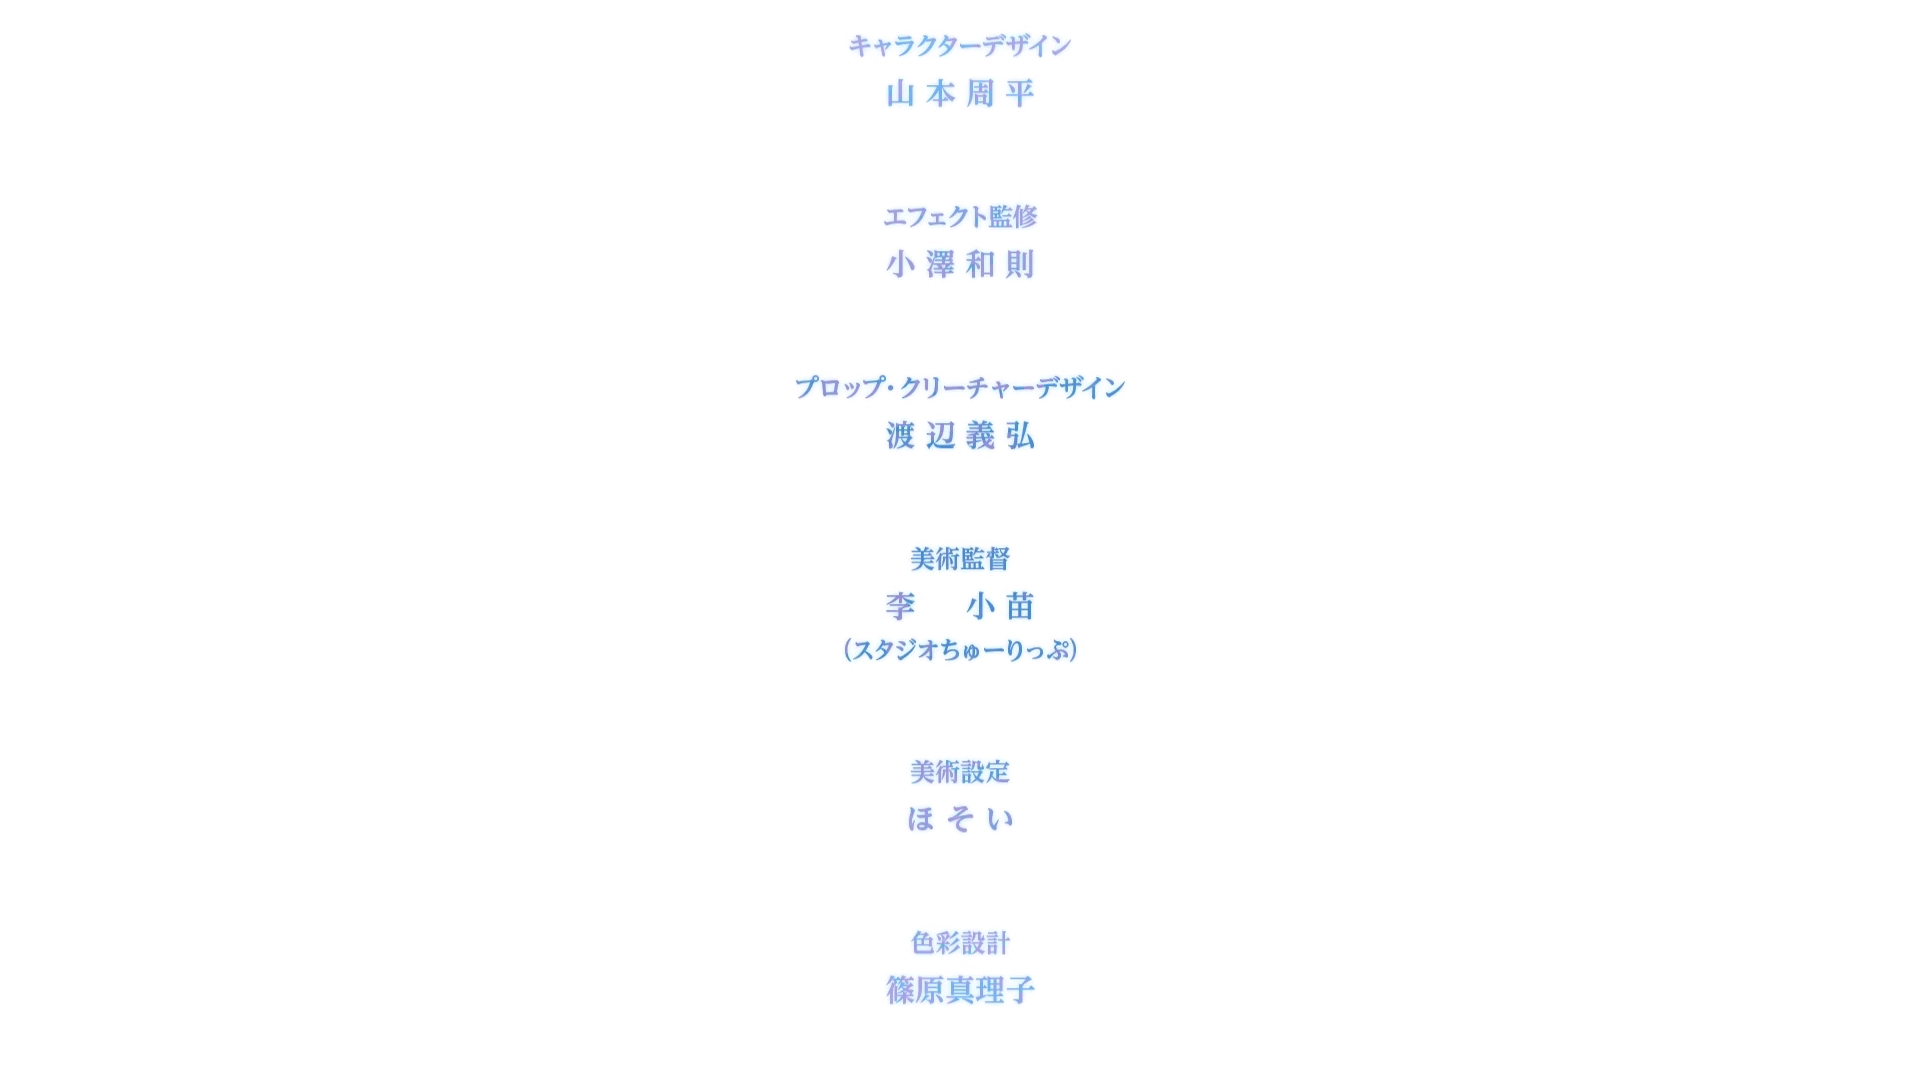 キャラクターデザイン
山本周平
エフェクト監修
小澤和則
プロップ・クリーチャーデザイン
渡辺義弘
美術監督
李　小苗
（スタジオちゅーりっぷ）
美術設定
ほそい
色彩設計
篠原真理子